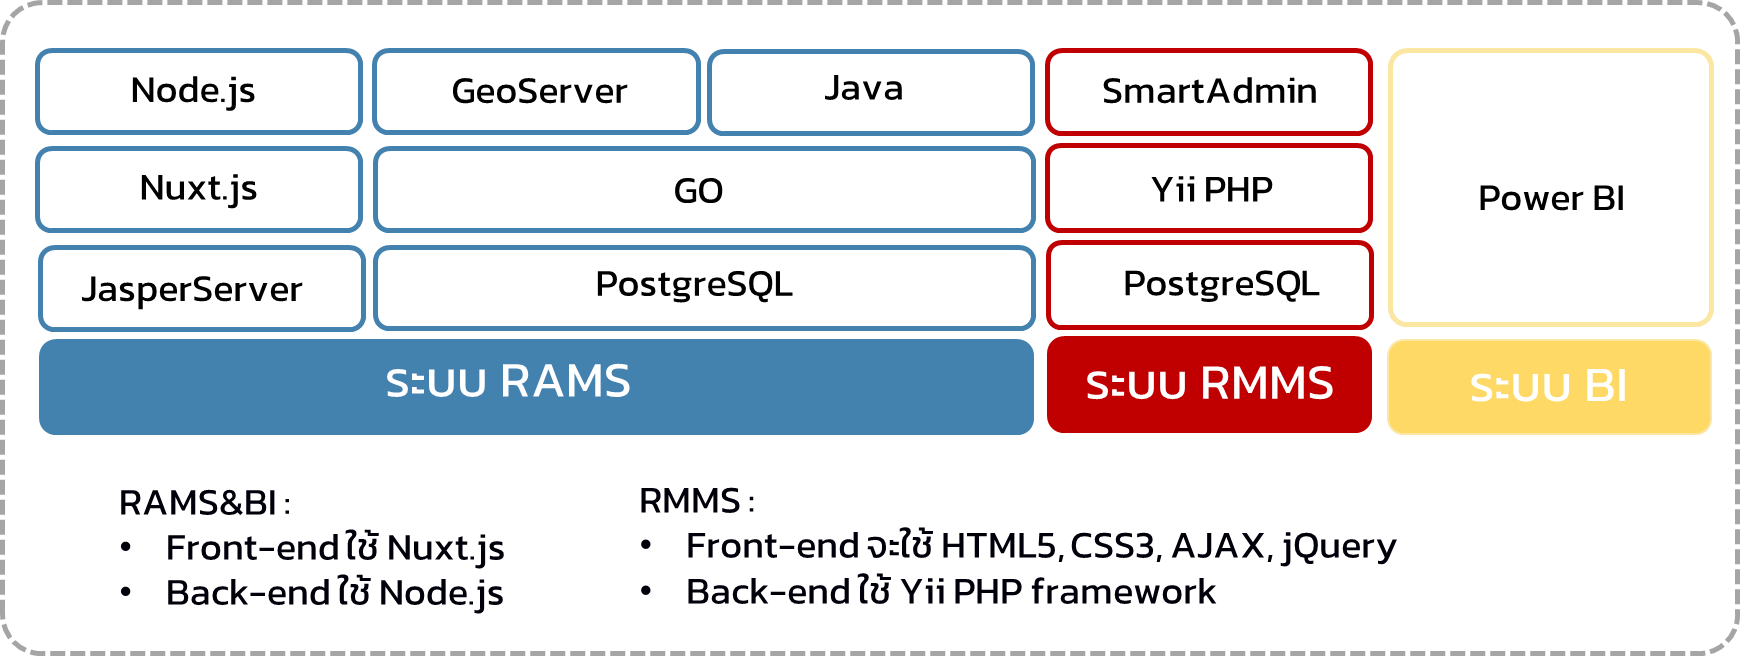 Node.js
GeoServer
Java
SmartAdmin
Nuxt.js
GO
Yii PHP
Power BI
JasperServer
PostgreSQL
PostgreSQL
ระบบ RAMS
ระบบ RMMS
ระบบ BI
RAMS&BI :
• Front-end ใช้ Nuxt.js
• Back-end ใช้ Node.js
RMMS :
• Front-end จะใช้ HTML5, CSS3, AJAX, jQuery
• Back-end ใช้ Yii PHP framework